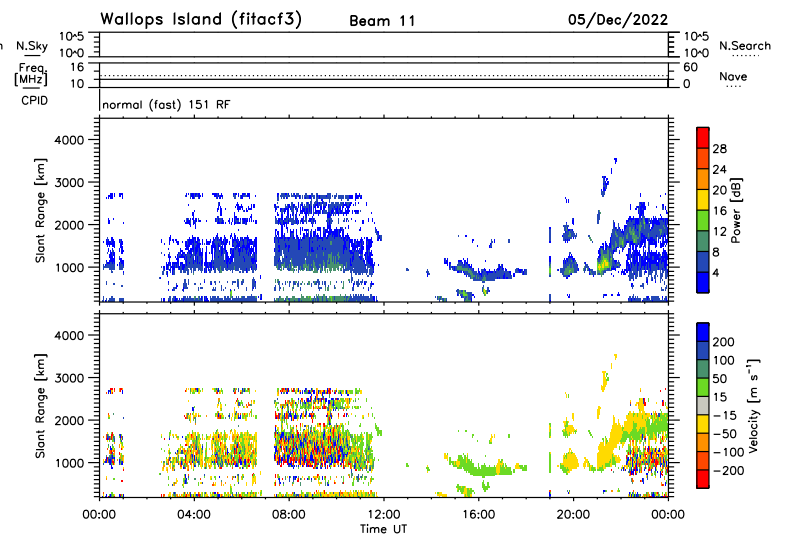 Wallops Island (fitacf3) Beam 11 05/Dec/2022
n N.Sky 10^5 10^5 N.Search
10^0 10^0
Freq. 16 60 Nave
[MHz] 10 0
CPID normal (fast) 151 RF
Slant Range [km]
4000
3000
2000
1000
28
24
20
16
12
8
4
Power [dB]
Slant Range [km]
4000
3000
2000
1000
200
100
50
15
-15
-50
-100
-200
Velocity [m s⁻¹]
00:00 04:00 08:00 12:00 16:00 20:00 00:00
Time UT